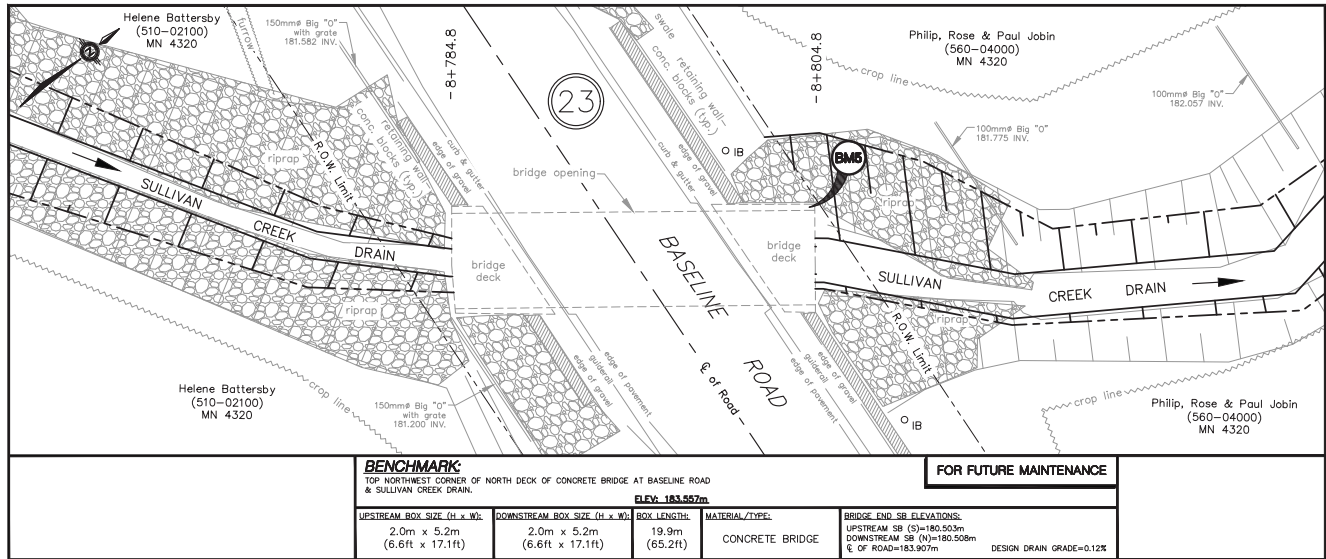 Helene Battersby
(510-02100)
MN 4320
furrow
150mmø Big "O"
with grate
181.582 INV.
-8+784.8
swale
-8+804.8
Philip, Rose & Paul Jobin
(560-04000)
MN 4320
crop line
100mmø Big "O"
182.057 INV.
23
retaining wall-
conc. blocks (typ.)
retaining wall-
conc. blocks (typ.)
100mmø Big "O"
181.775 INV.
riprap
R.O.W. Limit
curb & gutter
edge of gravel
bridge opening
curb & gutter
edge of gravel
IB
BM5
riprap
SULLIVAN
CREEK
DRAIN
bridge
deck
BASELINE
ROAD
bridge
deck
SULLIVAN
CREEK DRAIN
riprap
riprap
R.O.W. Limit
edge of pavement
guiderail
edge of gravel
℄ of Road
edge of gravel
guiderail
edge of pavement
IB
Helene Battersby
(510-02100)
MN 4320
crop line
150mmø Big "O"
with grate
181.200 INV.
crop line
Philip, Rose & Paul Jobin
(560-04000)
MN 4320
BENCHMARK:
TOP NORTHWEST CORNER OF NORTH DECK OF CONCRETE BRIDGE AT BASELINE ROAD
& SULLIVAN CREEK DRAIN.
ELEV: 183.557m
FOR FUTURE MAINTENANCE
UPSTREAM BOX SIZE (H x W):
2.0m x 5.2m
(6.6ft x 17.1ft)
DOWNSTREAM BOX SIZE (H x W):
2.0m x 5.2m
(6.6ft x 17.1ft)
BOX LENGTH:
19.9m
(65.2ft)
MATERIAL/TYPE:
CONCRETE BRIDGE
BRIDGE END SB ELEVATIONS:
UPSTREAM SB (S)=180.503m
DOWNSTREAM SB (N)=180.508m
℄ OF ROAD=183.907m
DESIGN DRAIN GRADE=0.12%